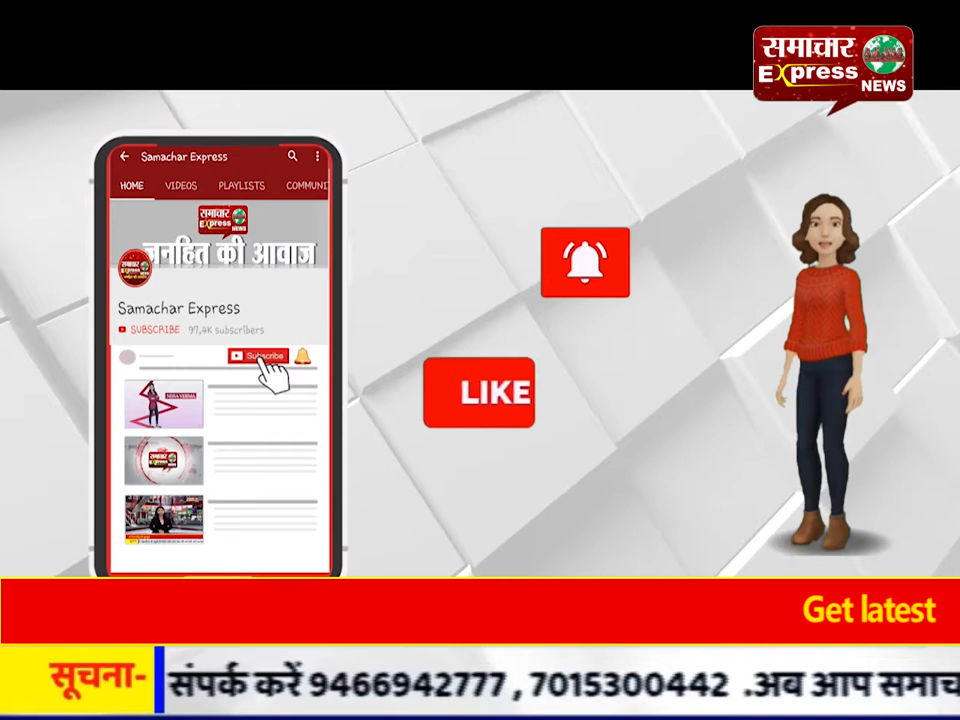 समाचार
Express
NEWS
Samachar Express
HOME VIDEOS PLAYLISTS COMMUNI
समाचार
Express
NEWS
जनहित की आवाज
Samachar Express
SUBSCRIBE 97.4K subscribers
Subscribe
LIKE
Get latest
सूचना-
संपर्क करें 9466942777 , 7015300442 .अब आप समाच